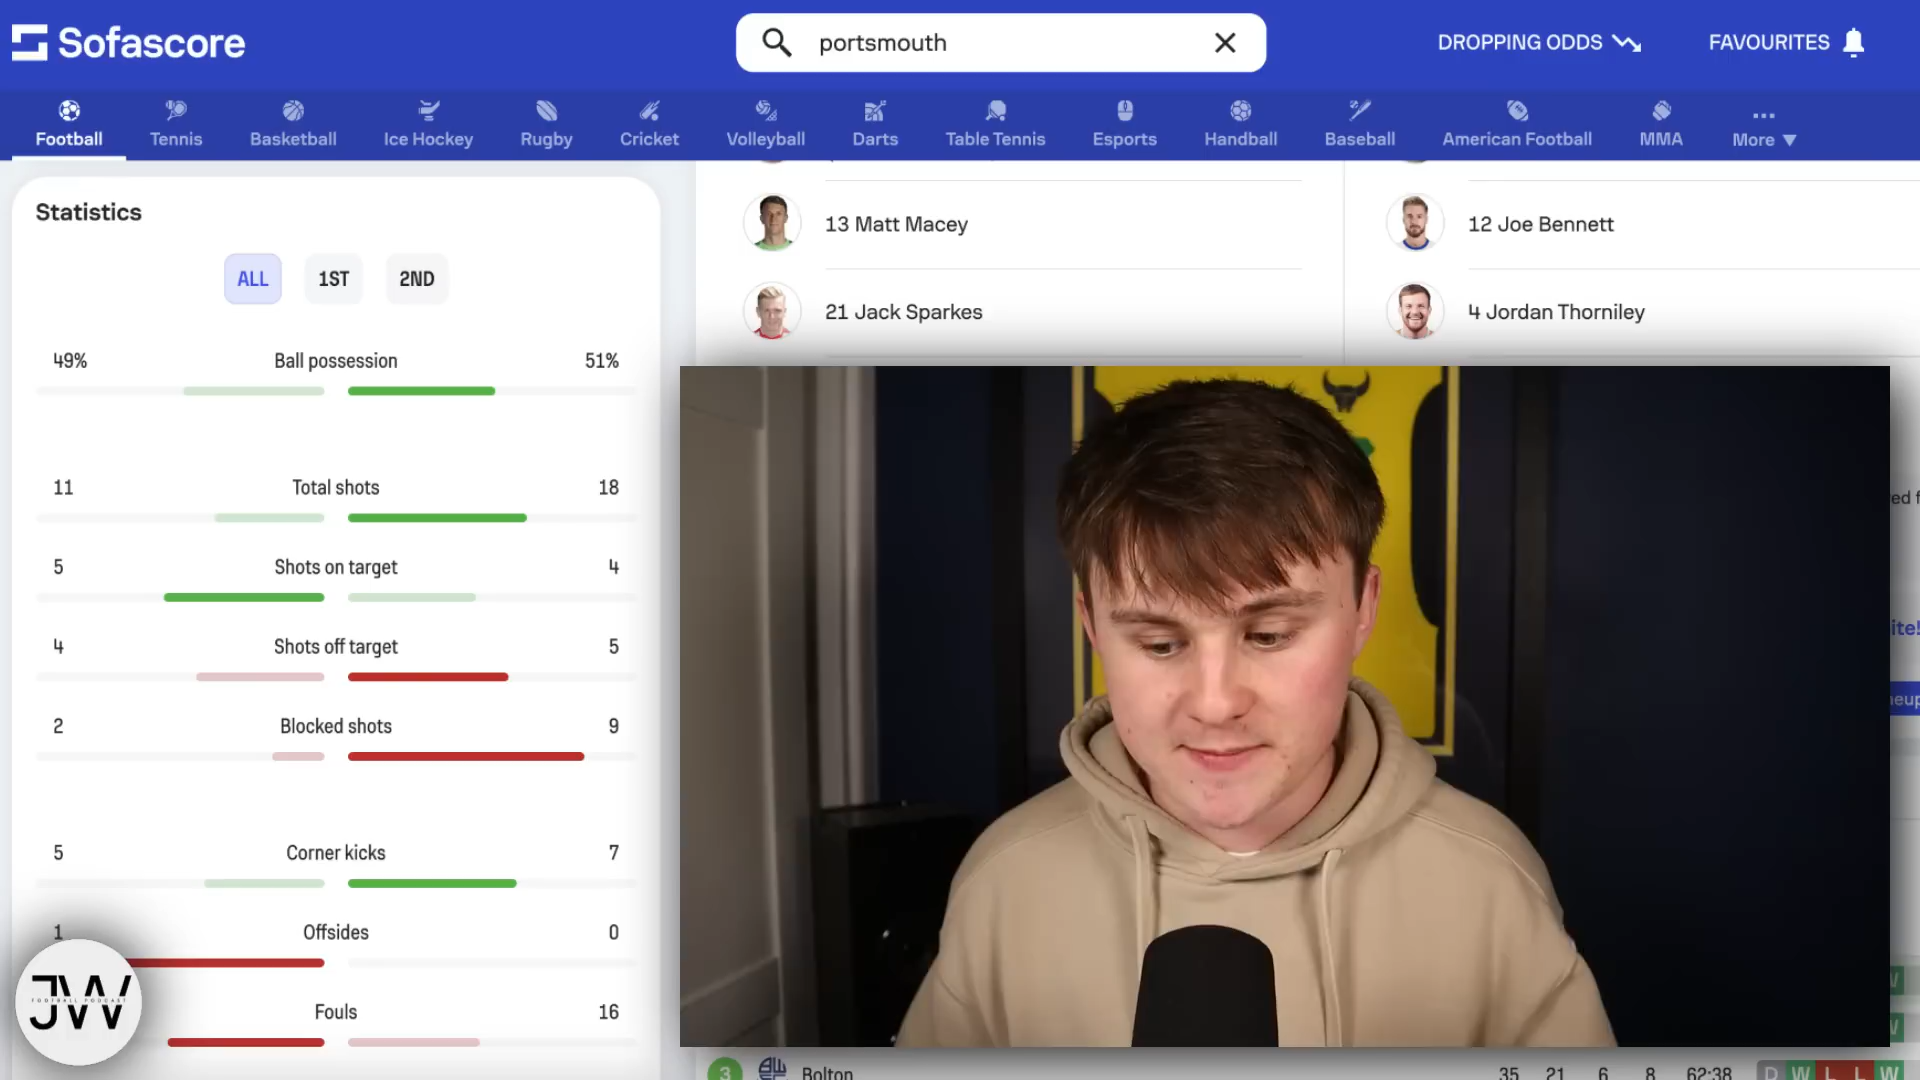 Sofascore
portsmouth
DROPPING ODDS
FAVOURITES
Football
Tennis
Basketball
Ice Hockey
Rugby
Cricket
Volleyball
Darts
Table Tennis
Esports
Handball
Baseball
American Football
MMA
More
Statistics
ALL 1ST 2ND
49% Ball possession 51%
11 Total shots 18
5 Shots on target 4
4 Shots off target 5
2 Blocked shots 9
5 Corner kicks 7
1 Offsides 0
Fouls 16
13 Matt Macey
21 Jack Sparkes
12 Joe Bennett
4 Jordan Thorniley
JW
FOOTBALL PODCAST
3 Bolton 35 21 6 8 62:38 D W L L W
W
W